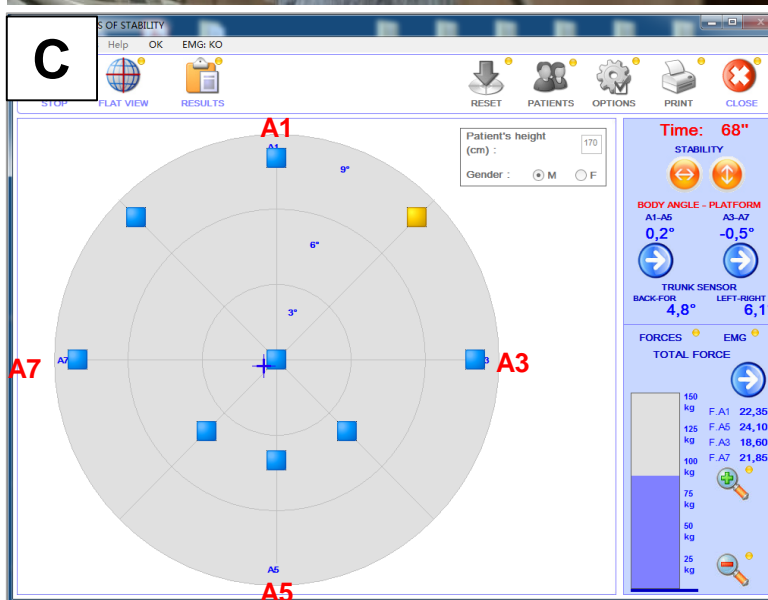 C
S OF STABILITY
Help OK EMG: KO
STOP FLAT VIEW RESULTS RESET PATIENTS OPTIONS PRINT CLOSE
A1
A1
9°
Patient's height
(cm) :
170
Gender : M F
6°
3°
A7
A7
3
A3
A5
A5
Time: 68"
STABILITY
BODY ANGLE - PLATFORM
A1-A5 A3-A7
0,2° -0,5°
TRUNK SENSOR
BACK-FOR LEFT-RIGHT
4,8° 6,1
FORCES EMG
TOTAL FORCE
150
kg
125
kg
100
kg
75
kg
50
kg
25
kg
F.A1 22,35
F.A5 24,10
F.A3 18,60
F.A7 21,85